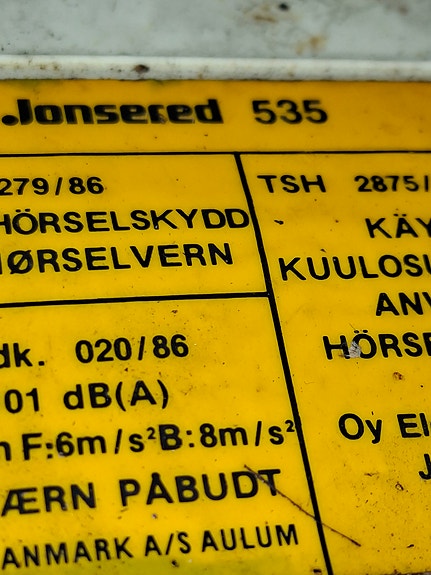 Jonsered 535
279/86
HÖRSELSKYDD
HØRSELVERN
dk. 020/86
01 dB(A)
F:6m/s²B:8m/s²
ÆRN PÅBUDT
ANMARK A/S AULUM
TSH 2875/
KÄY
KUULOSU
ANV
HÖRSE
Oy El
J